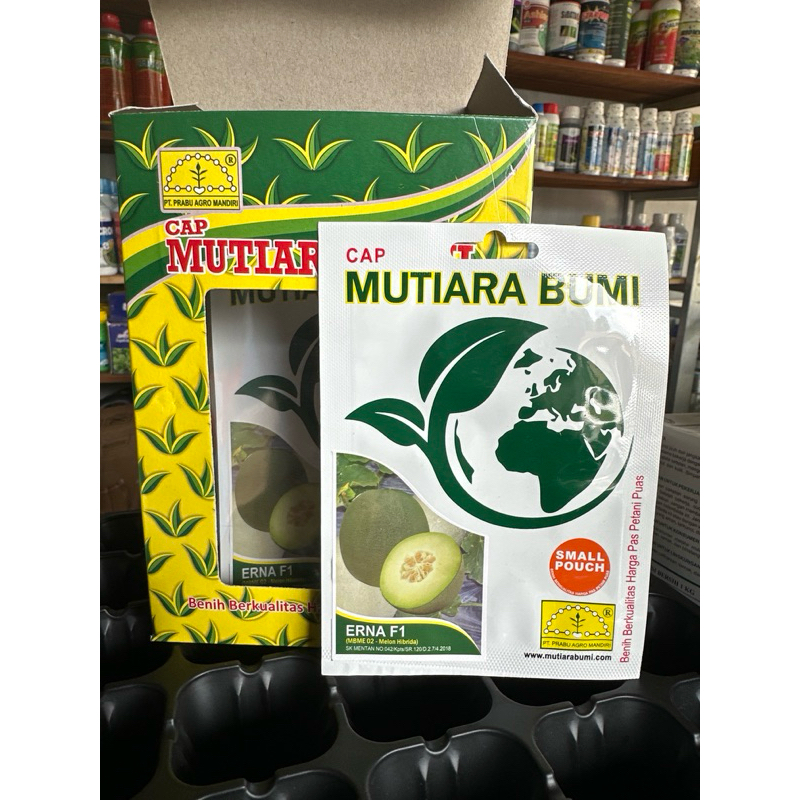 PT. PRABU AGRO MANDIRI
CAP
MUTIAR
ERNA F1
Benih Berkualitas H
CAP
MUTIARA BUMI
SMALL
POUCH
Benih Berkualitas Harga Pas Petani Puas
ERNA F1
(MBME 02 - Melon Hibrida)
SK MENTAN NO.042/Kpts/SR.120/D.2.7/4.2018
PT. PRABU AGRO MANDIRI
www.mutiarabumi.com